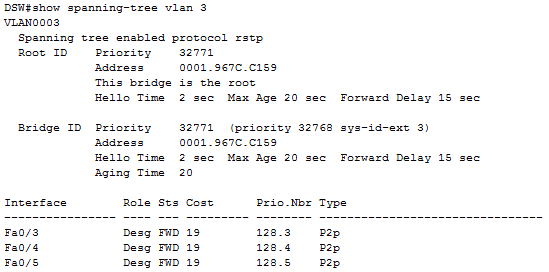 DSW#show spanning-tree vlan 3
VLAN0003
  Spanning tree enabled protocol rstp
  Root ID    Priority    32771
             Address     0001.967C.C159
             This bridge is the root
             Hello Time  2 sec  Max Age 20 sec  Forward Delay 15 sec

  Bridge ID  Priority    32771  (priority 32768 sys-id-ext 3)
             Address     0001.967C.C159
             Hello Time  2 sec  Max Age 20 sec  Forward Delay 15 sec
             Aging Time  20

Interface        Role Sts Cost      Prio.Nbr Type
---------------- ---- --- --------- -------- --------------------------------
Fa0/3            Desg FWD 19        128.3    P2p
Fa0/4            Desg FWD 19        128.4    P2p
Fa0/5            Desg FWD 19        128.5    P2p